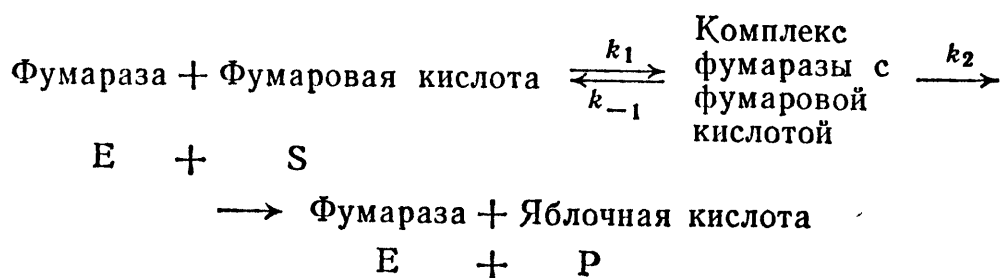 Фумараза + Фумаровая кислота ⇌ k₁ k₋₁ Комплекс фумаразы с фумаровой кислотой → k₂
E + S
→ Фумараза + Яблочная кислота
E + P